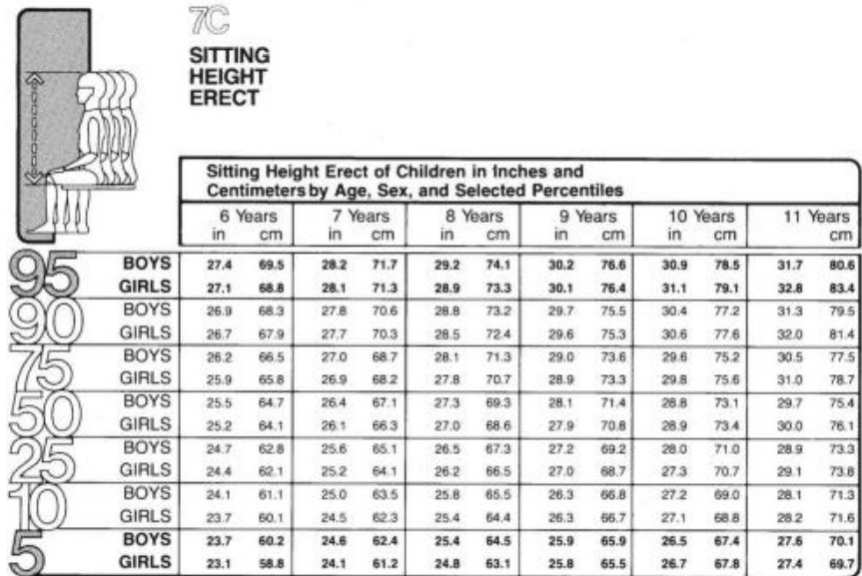 7C
SITTING
HEIGHT
ERECT
Sitting Height Erect of Children in Inches and
Centimeters by Age, Sex, and Selected Percentiles
6 Years 7 Years 8 Years 9 Years 10 Years 11 Years
in cm in cm in cm in cm in cm cm
95 BOYS 27.4 69.5 28.2 71.7 29.2 74.1 30.2 76.6 30.9 78.5 31.7 80.6
GIRLS 27.1 68.8 28.1 71.3 28.9 73.3 30.1 76.4 31.1 79.1 32.8 83.4
90 BOYS 26.9 68.3 27.8 70.6 28.8 73.2 29.7 75.5 30.4 77.2 31.3 79.5
GIRLS 26.7 67.9 27.7 70.3 28.5 72.4 29.6 75.3 30.6 77.6 32.0 81.4
75 BOYS 26.2 66.5 27.0 68.7 28.1 71.3 29.0 73.6 29.6 75.2 30.5 77.5
GIRLS 25.9 65.8 26.9 68.2 27.8 70.7 28.9 73.3 29.8 75.6 31.0 78.7
50 BOYS 25.5 64.7 26.4 67.1 27.3 69.3 28.1 71.4 28.8 73.1 29.7 75.4
GIRLS 25.2 64.1 26.1 66.3 27.0 68.6 27.9 70.8 28.9 73.4 30.0 76.1
25 BOYS 24.7 62.8 25.6 65.1 26.5 67.3 27.2 69.2 28.0 71.0 28.9 73.3
GIRLS 24.4 62.1 25.2 64.1 26.2 66.5 27.0 68.7 27.3 70.7 29.1 73.8
10 BOYS 24.1 61.1 25.0 63.5 25.8 65.5 26.3 66.8 27.2 69.0 28.1 71.3
GIRLS 23.7 60.1 24.5 62.3 25.4 64.4 26.3 66.7 27.1 68.8 28.2 71.6
5 BOYS 23.7 60.2 24.6 62.4 25.4 64.5 25.9 65.9 26.5 67.4 27.6 70.1
GIRLS 23.1 58.8 24.1 61.2 24.8 63.1 25.8 65.5 26.7 67.8 27.4 69.7